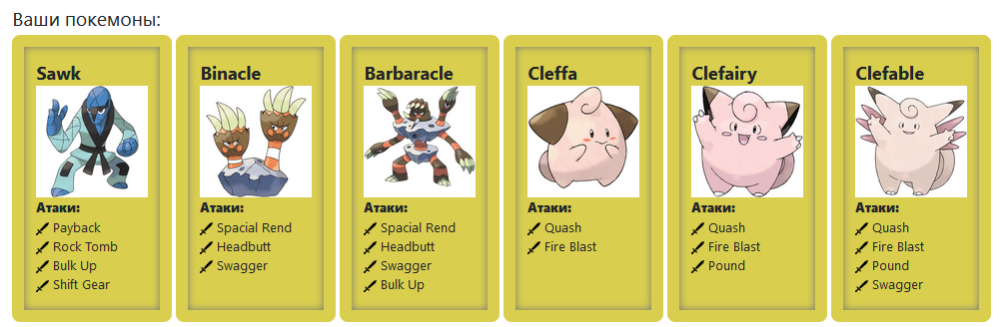 Ваши покемоны:
Sawk
Атаки:
Payback
Rock Tomb
Bulk Up
Shift Gear
Binacle
Атаки:
Spacial Rend
Headbutt
Swagger
Barbaracle
Атаки:
Spacial Rend
Headbutt
Swagger
Bulk Up
Cleffa
Атаки:
Quash
Fire Blast
Clefairy
Атаки:
Quash
Fire Blast
Pound
Clefable
Атаки:
Quash
Fire Blast
Pound
Swagger